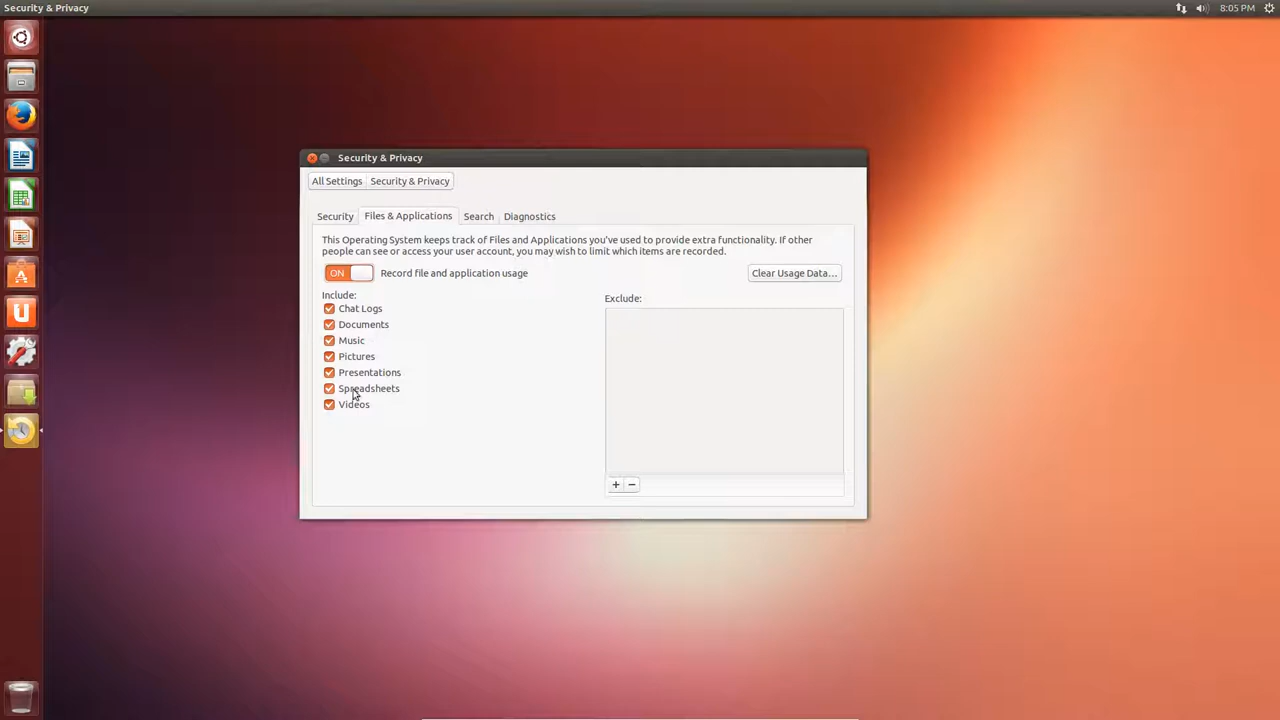 Security & Privacy
8:05 PM
Security & Privacy
All Settings Security & Privacy
Security Files & Applications Search Diagnostics
This Operating System keeps track of Files and Applications you've used to provide extra functionality. If other
people can see or access your user account, you may wish to limit which items are recorded.
ON Record file and application usage Clear Usage Data...
Include:
Exclude:
Chat Logs
Documents
Music
Pictures
Presentations
Spreadsheets
Videos
+ −